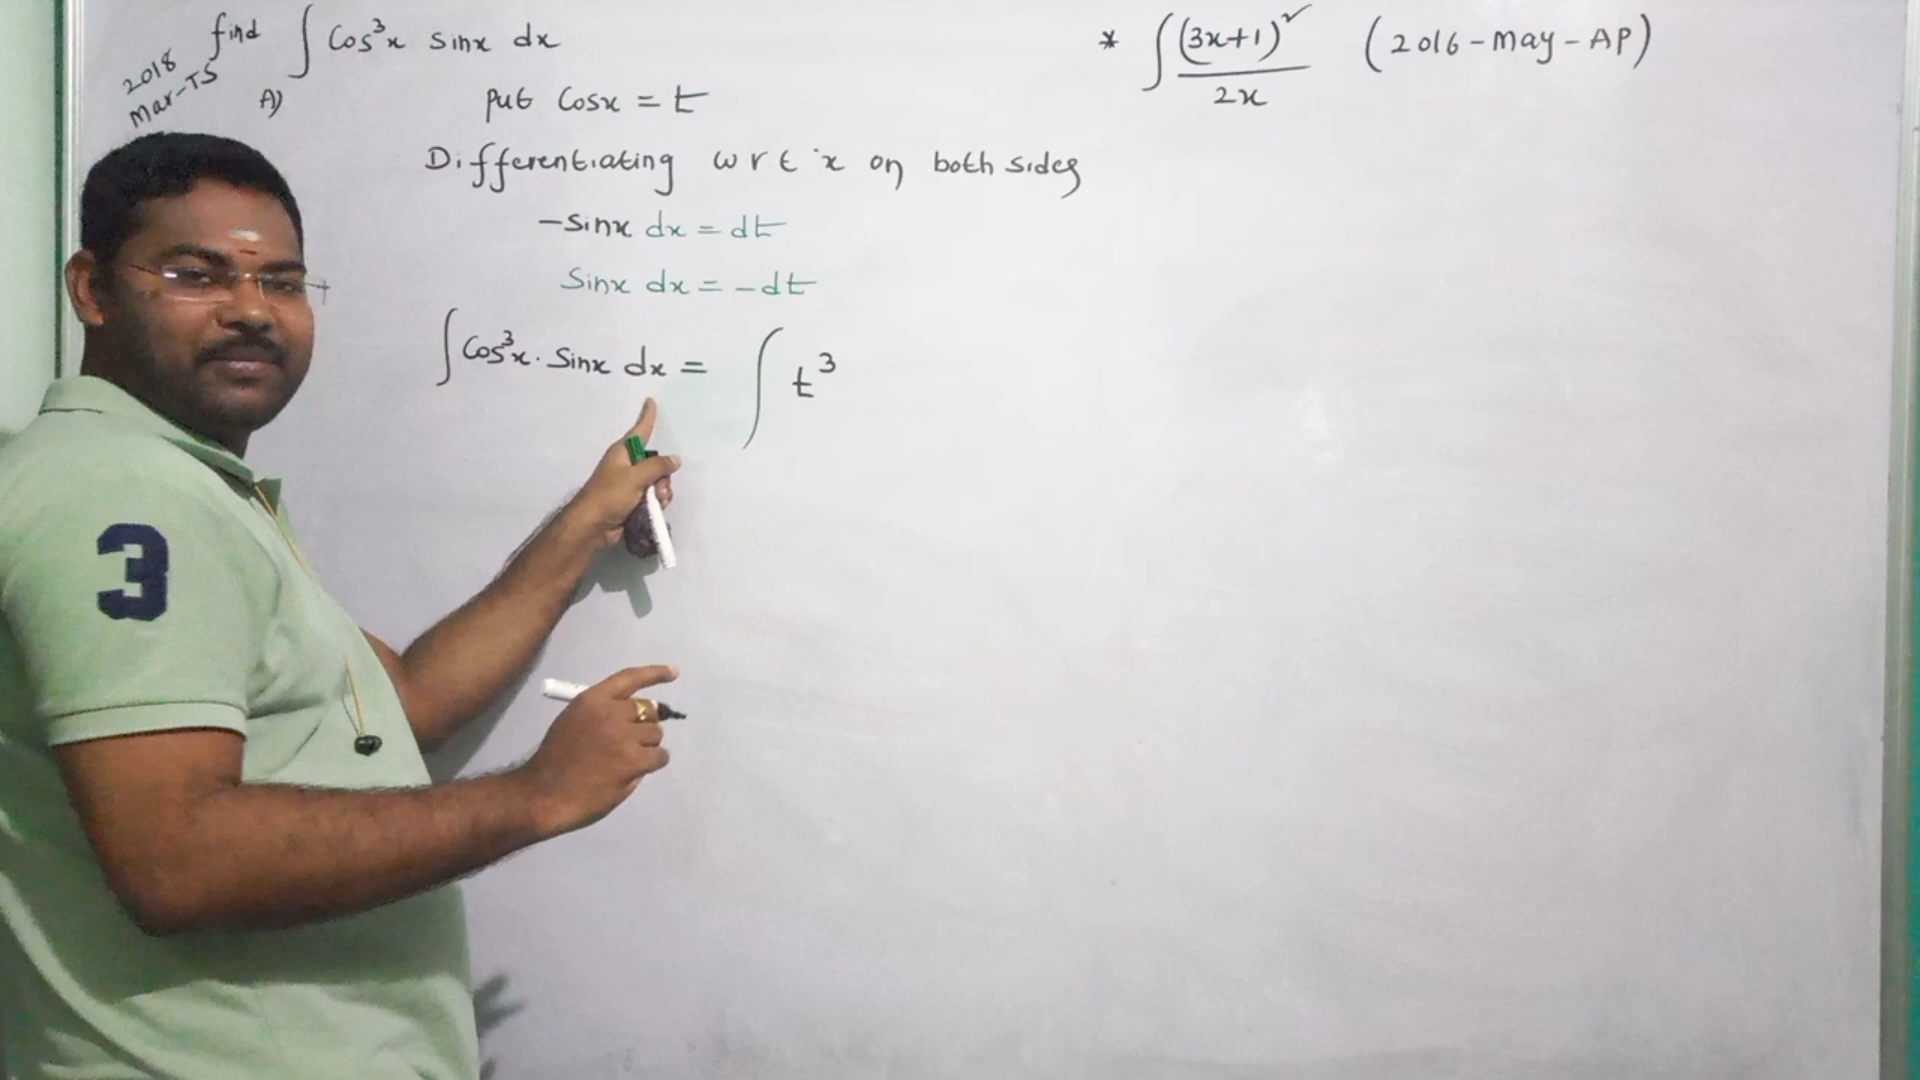 2018 Mar-TS find ∫ Cos³x sinx dx
A) put Cosx = t
Differentiating w r t x on both sides
-Sinx dx = dt
Sinx dx = -dt
∫ Cos³x . Sinx dx = ∫ t³
* ∫ (3x+1)² / 2x (2016-may-AP)
3